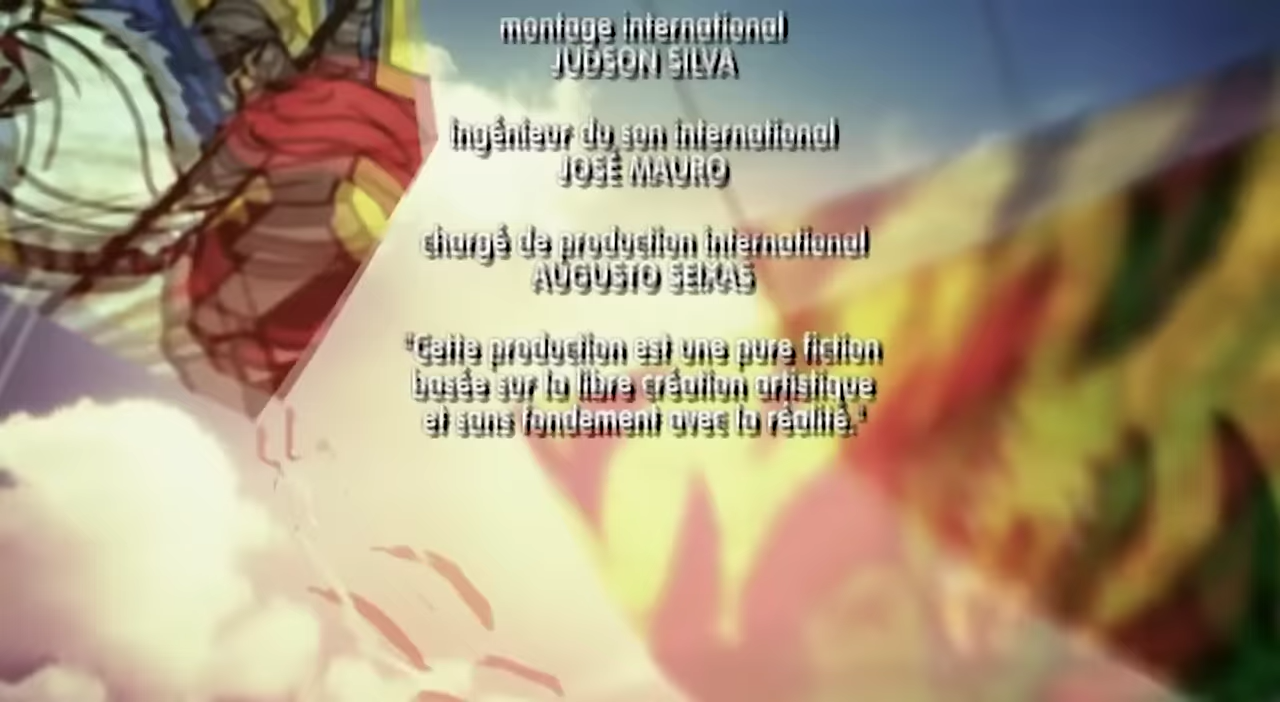 montage international
JUDSON SILVA
ingénieur du son international
JOSÉ MAURO
chargé de production international
AUGUSTO SEIXAS
"Cette production est une pure fiction
basée sur la libre création artistique
et sans fondement avec la réalité."